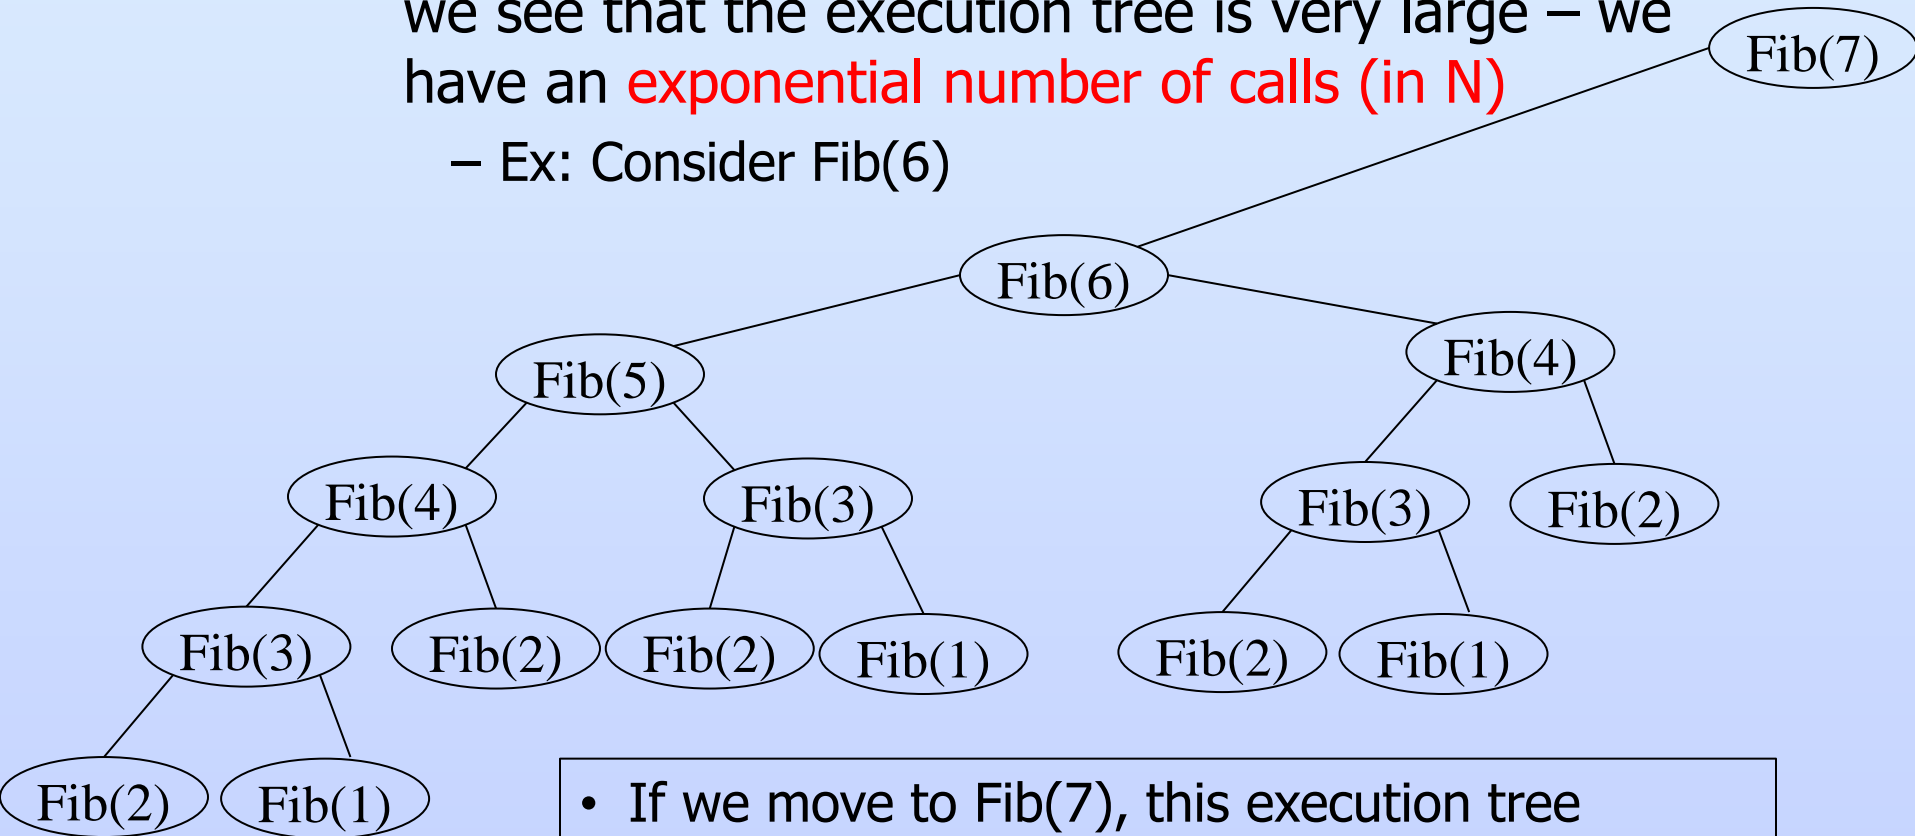 we see that the execution tree is very large – we
have an exponential number of calls (in N)
– Ex: Consider Fib(6)
Fib(7)
Fib(6)
Fib(5)
Fib(4)
Fib(4)
Fib(3)
Fib(3)
Fib(2)
Fib(3)
Fib(2)
Fib(2)
Fib(1)
Fib(2)
Fib(1)
Fib(2)
Fib(1)
• If we move to Fib(7), this execution tree